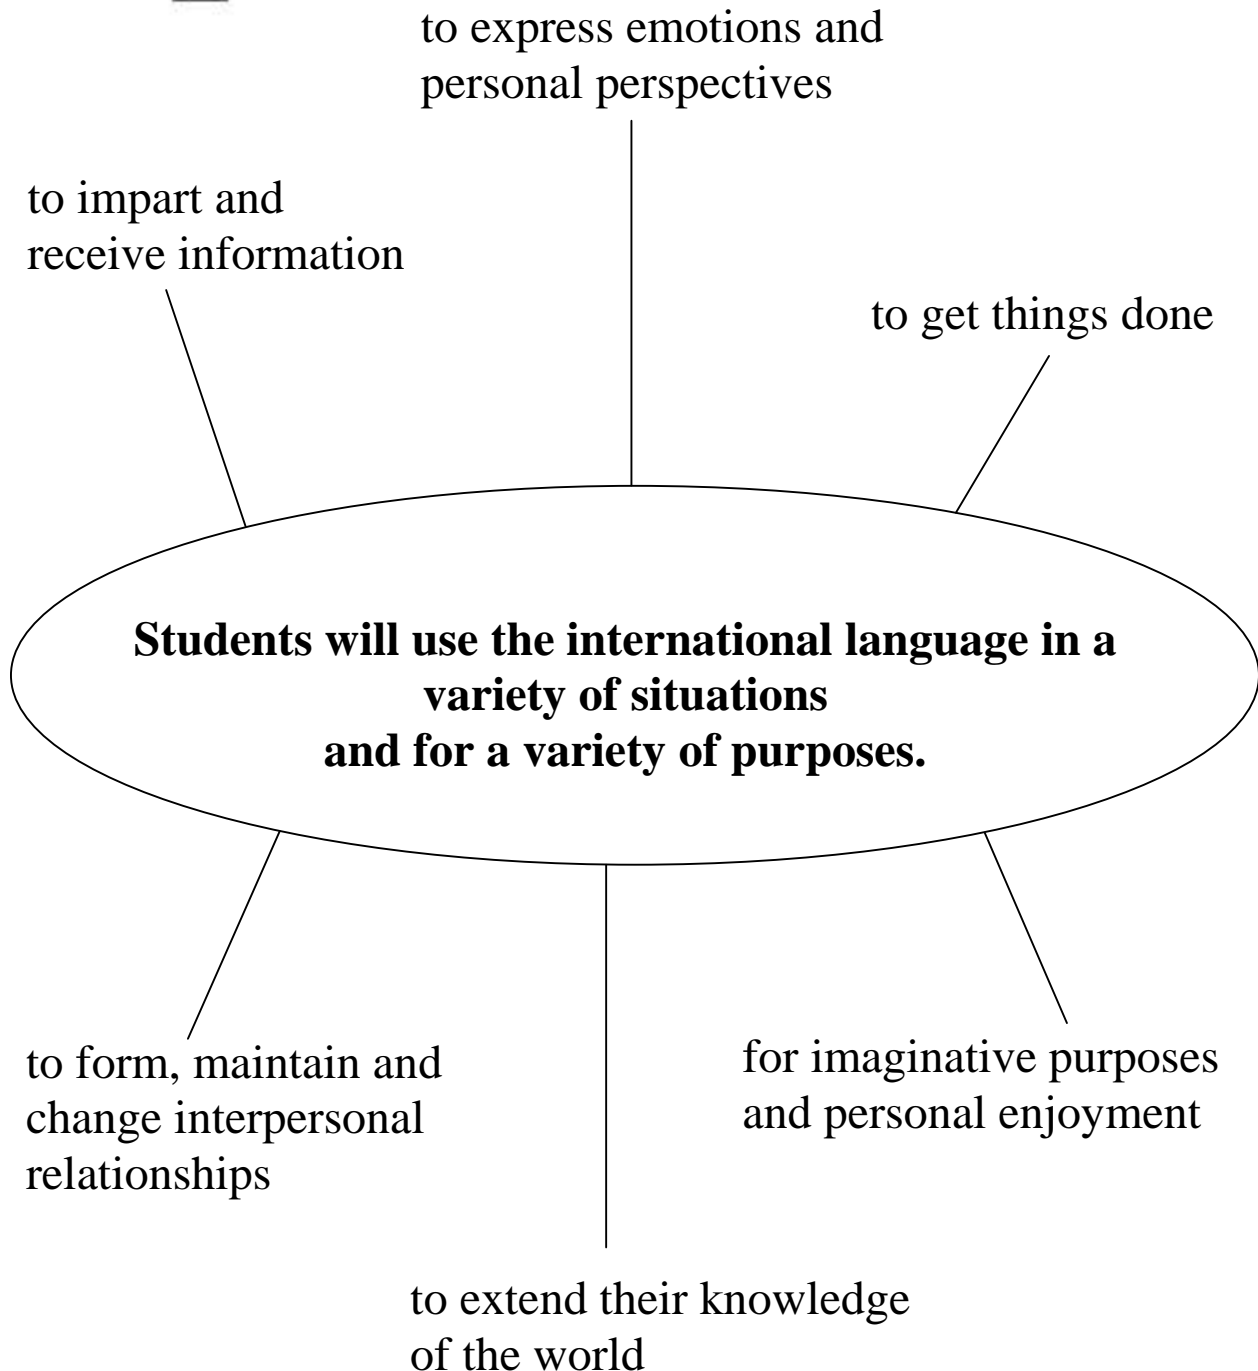 to express emotions and
personal perspectives
to impart and
receive information
to get things done
Students will use the international language in a
variety of situations
and for a variety of purposes.
to form, maintain and
change interpersonal
relationships
for imaginative purposes
and personal enjoyment
to extend their knowledge
of the world